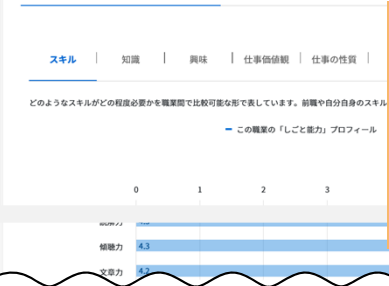 スキル 知識 興味 仕事価値観 仕事の性質
どのようなスキルがどの程度必要かを職業間で比較可能な形で表しています。前職や自分自身のスキル
この職業の「しごと能力」プロフィール
0 1 2 3
傾聴力 4.3
文章力 4.2